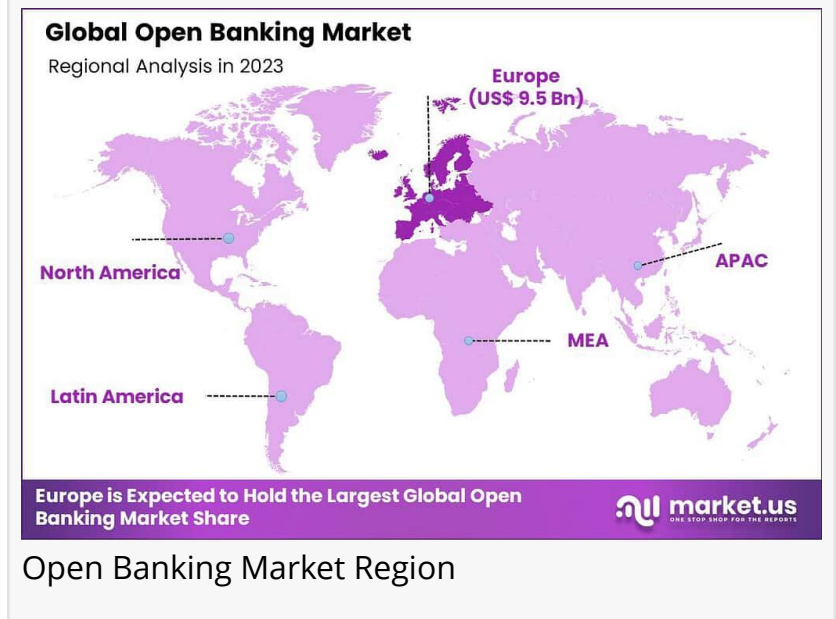 Global Open Banking Market
Regional Analysis in 2023
Europe
(US$ 9.5 Bn)
North America
APAC
MEA
Latin America
Europe is Expected to Hold the Largest Global Open
Banking Market Share
market.us
ONE STOP SHOP FOR THE REPORTS
Open Banking Market Region